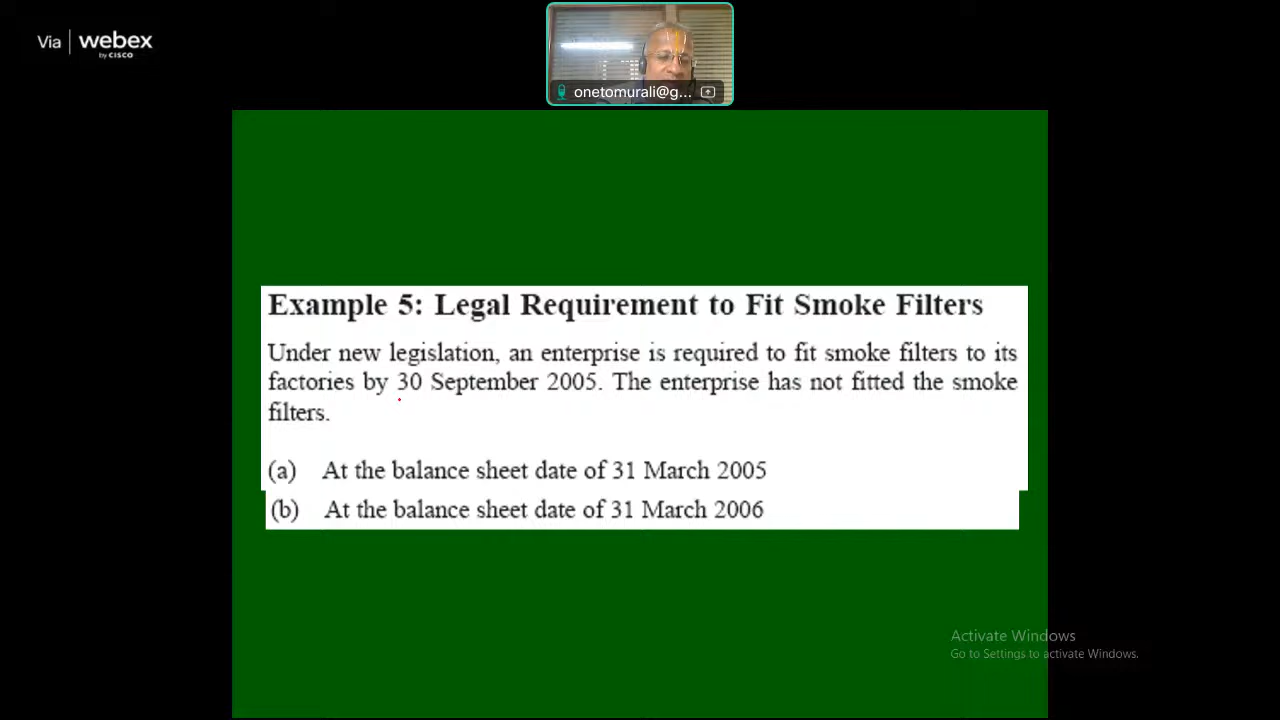 Via | webex
by CISCO
onetomurali@g...
Example 5: Legal Requirement to Fit Smoke Filters
Under new legislation, an enterprise is required to fit smoke filters to its
factories by 30 September 2005. The enterprise has not fitted the smoke
filters.
(a) At the balance sheet date of 31 March 2005
(b) At the balance sheet date of 31 March 2006
Activate Windows
Go to Settings to activate Windows.